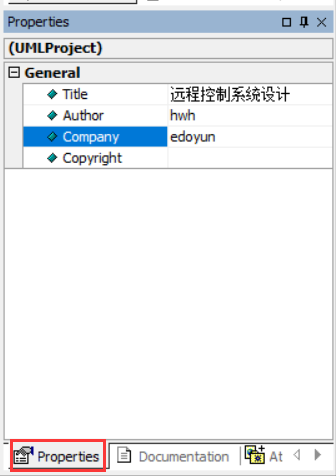 Properties
(UMLProject)
General
Title 远程控制系统设计
Author hwh
Company edoyun
Copyright
Properties Documentation At